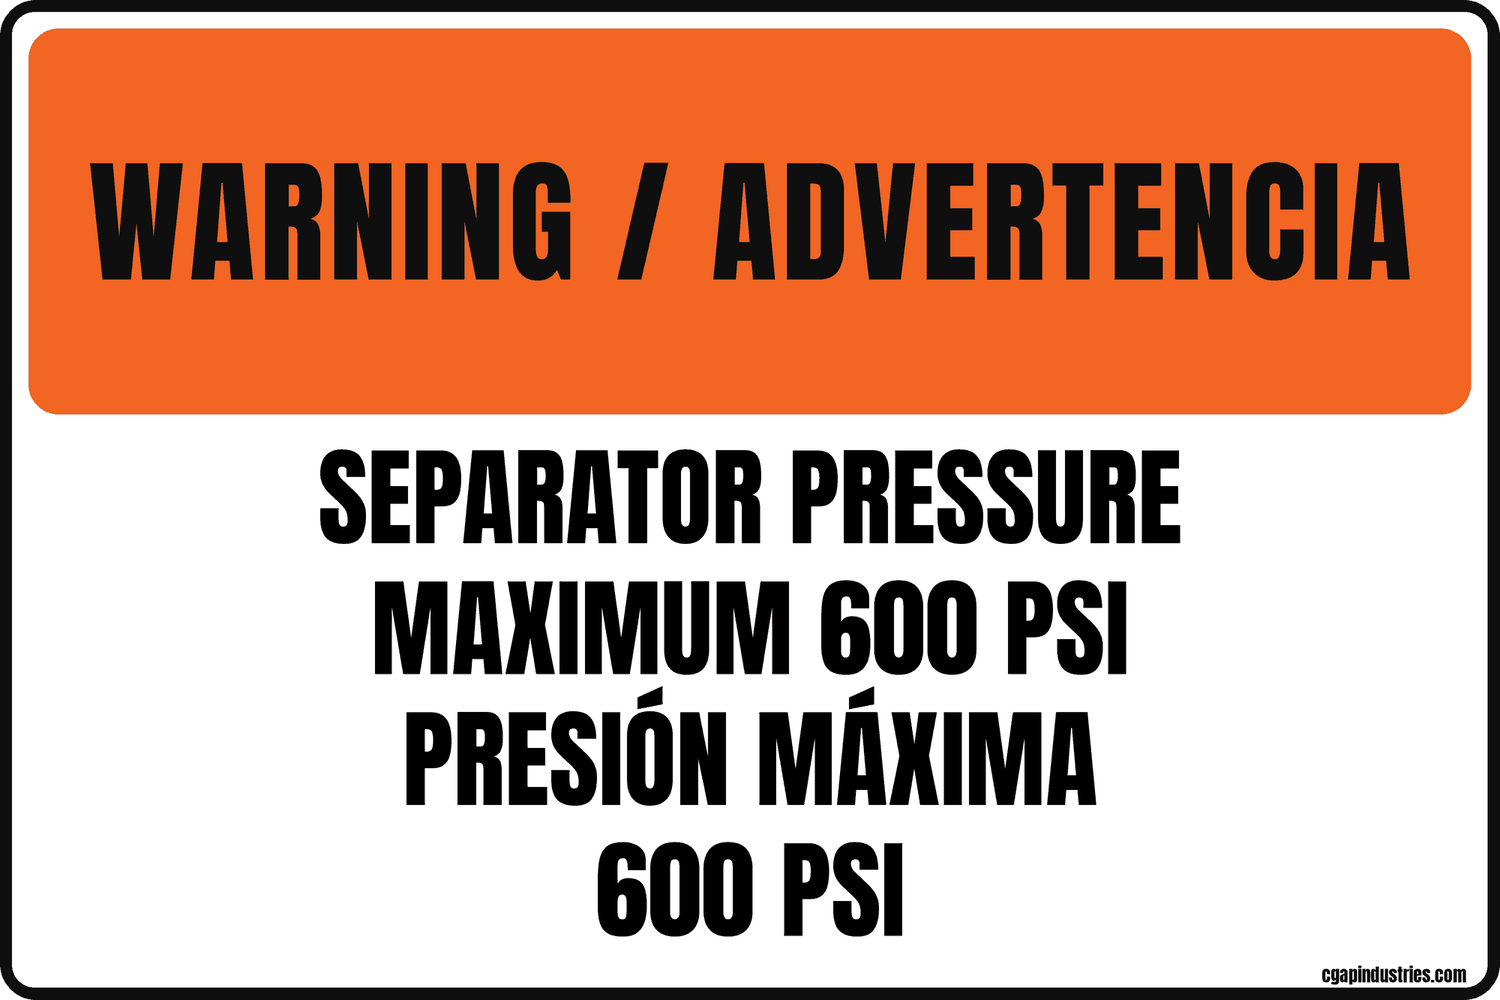 WARNING / ADVERTENCIA
SEPARATOR PRESSURE
MAXIMUM 600 PSI
PRESIÓN MÁXIMA
600 PSI
cgapindustries.com